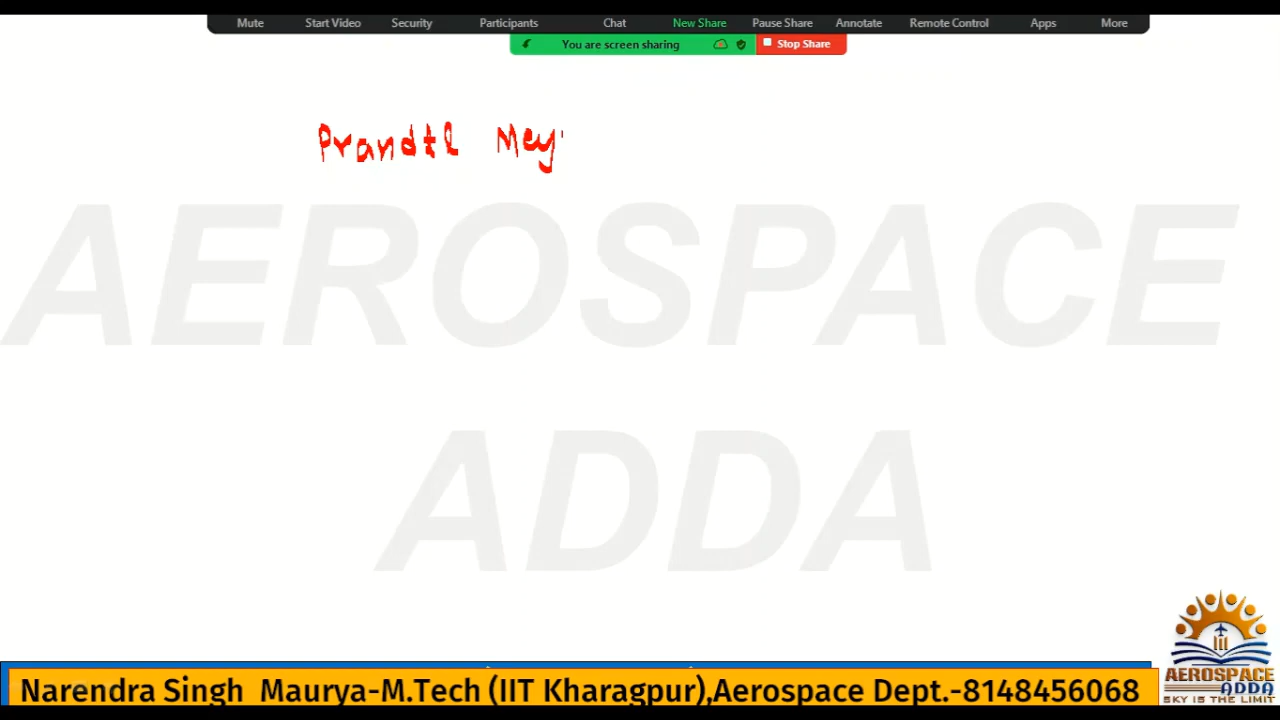 Mute Start Video Security Participants Chat New Share Pause Share Annotate Remote Control Apps More
You are screen sharing Stop Share
Prandtl Mey
AEROSPACE
ADDA
Narendra Singh Maurya-M.Tech (IIT Kharagpur),Aerospace Dept.-8148456068
AEROSPACE
ADDA
SKY IS THE LIMIT